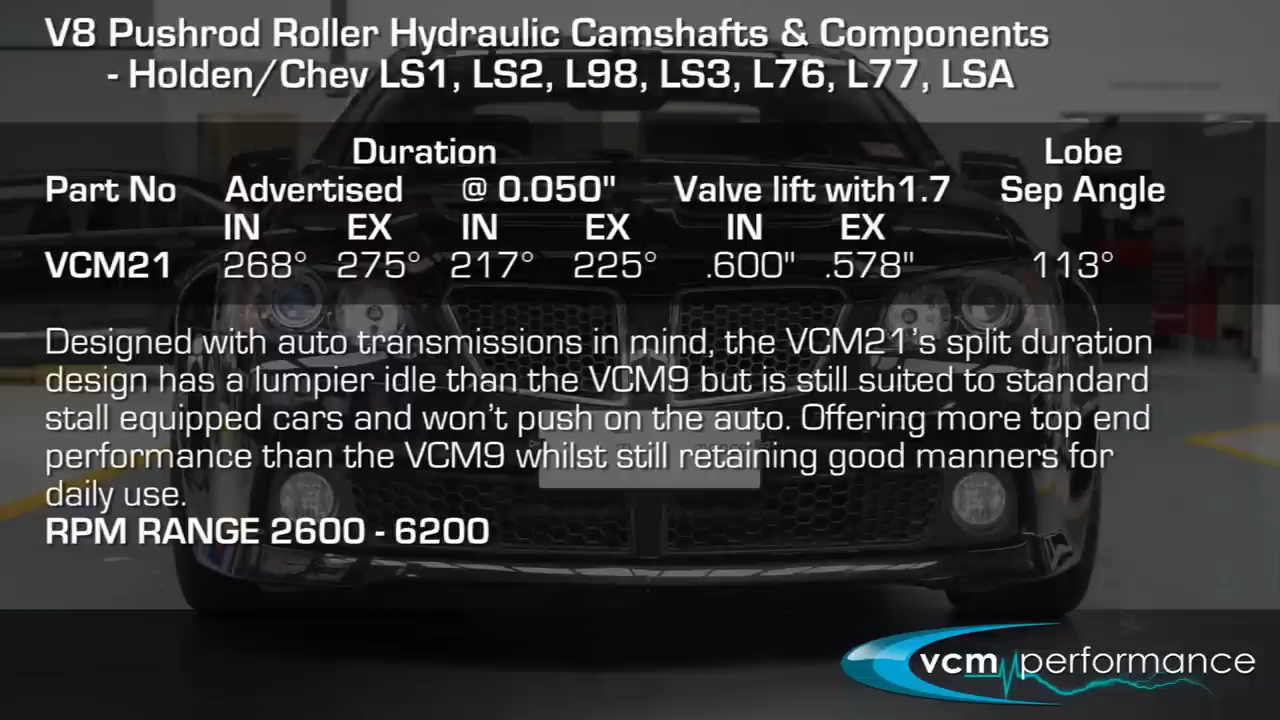 V8 Pushrod Roller Hydraulic Camshafts & Components
- Holden/Chev LS1, LS2, L98, LS3, L76, L77, LSA
Duration Lobe
Part No Advertised @ 0.050" Valve lift with1.7 Sep Angle
IN EX IN EX IN EX
VCM21 268° 275° 217° 225° .600" .578" 113°
Designed with auto transmissions in mind, the VCM21's split duration
design has a lumpier idle than the VCM9 but is still suited to standard
stall equipped cars and won't push on the auto. Offering more top end
performance than the VCM9 whilst still retaining good manners for
daily use.
RPM RANGE 2600 - 6200
vcm performance